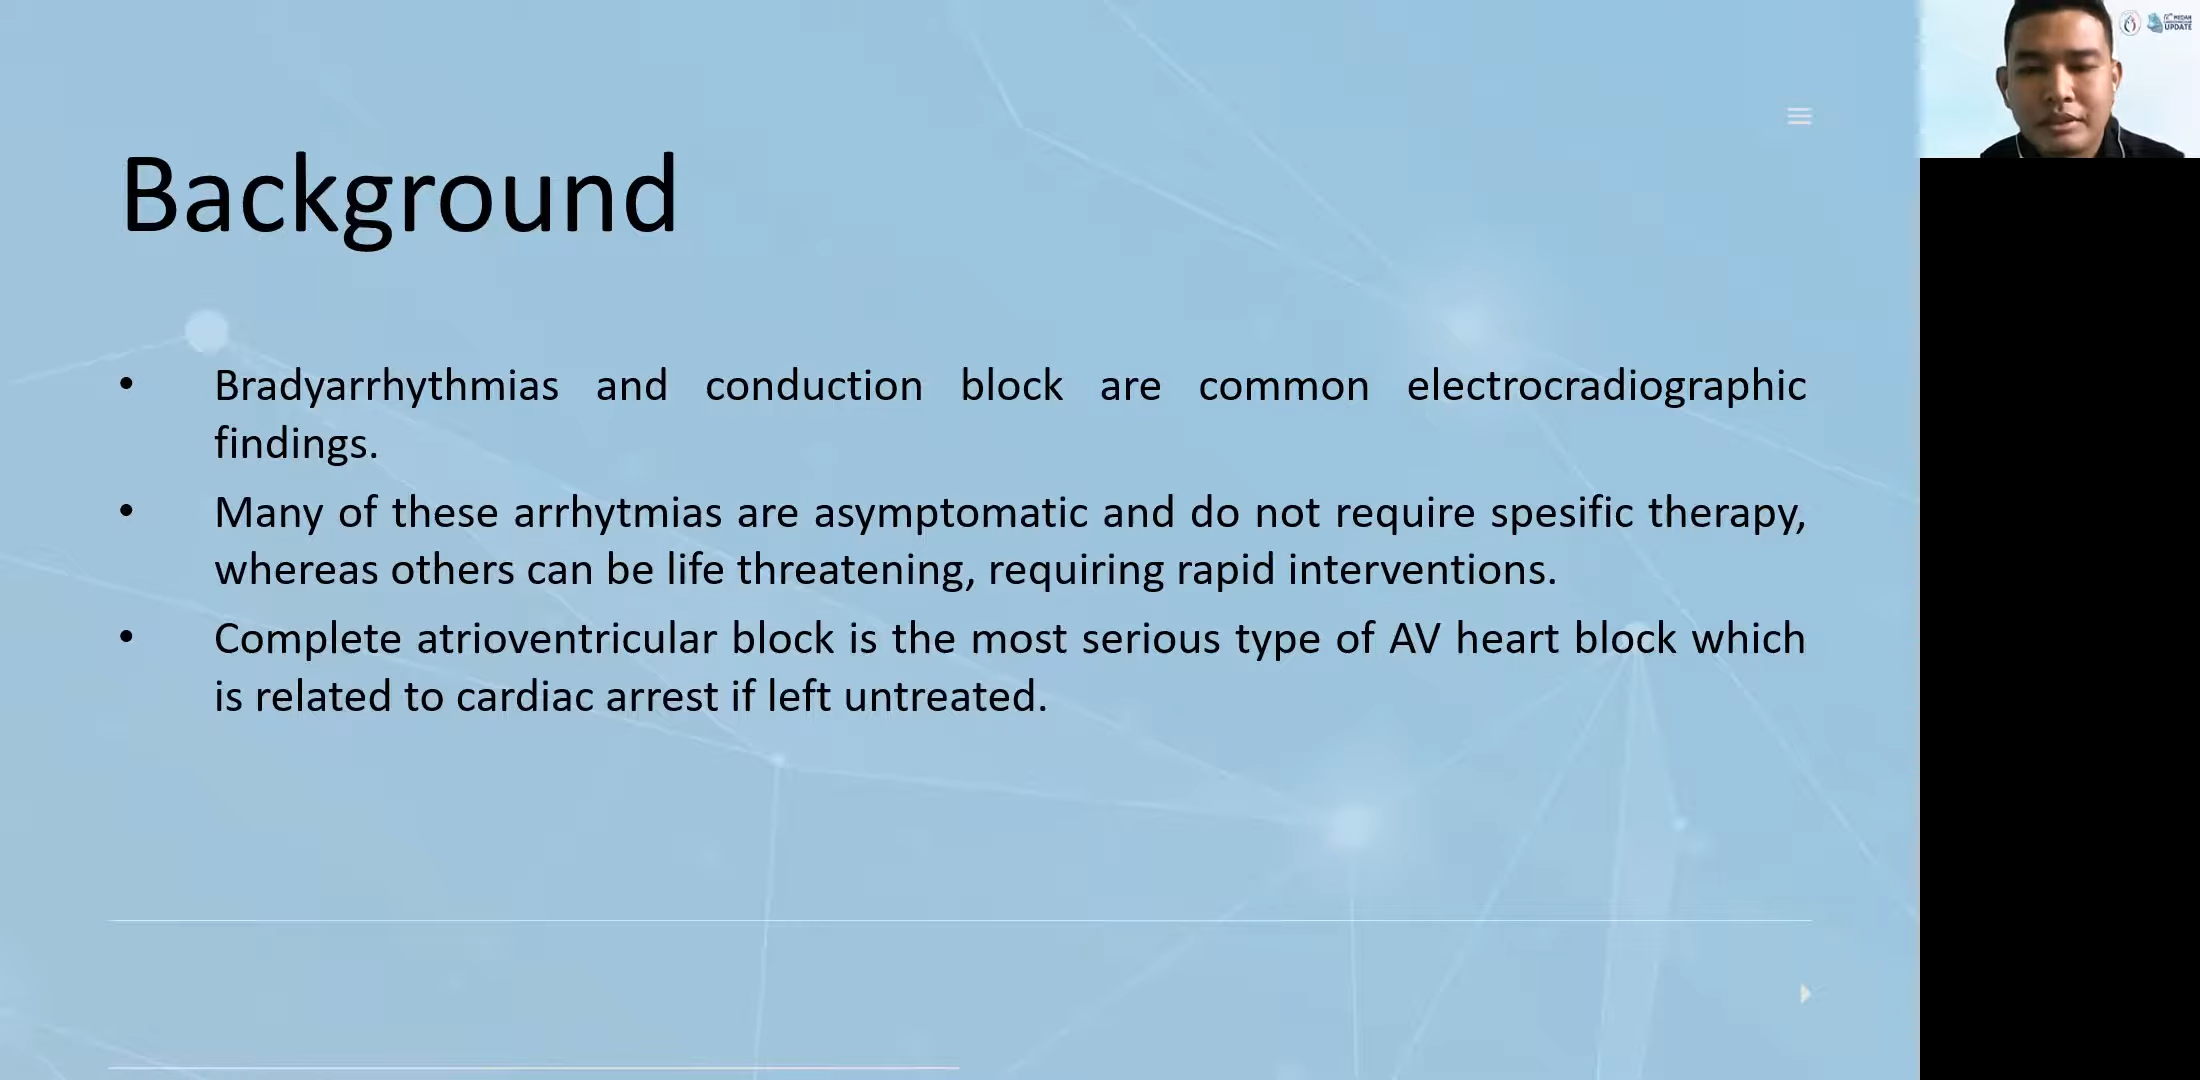 Background
• Bradyarrhythmias and conduction block are common electrocradiographic
findings.
• Many of these arrhytmias are asymptomatic and do not require spesific therapy,
whereas others can be life threatening, requiring rapid interventions.
• Complete atrioventricular block is the most serious type of AV heart block which
is related to cardiac arrest if left untreated.
MEDAN
UPDATE